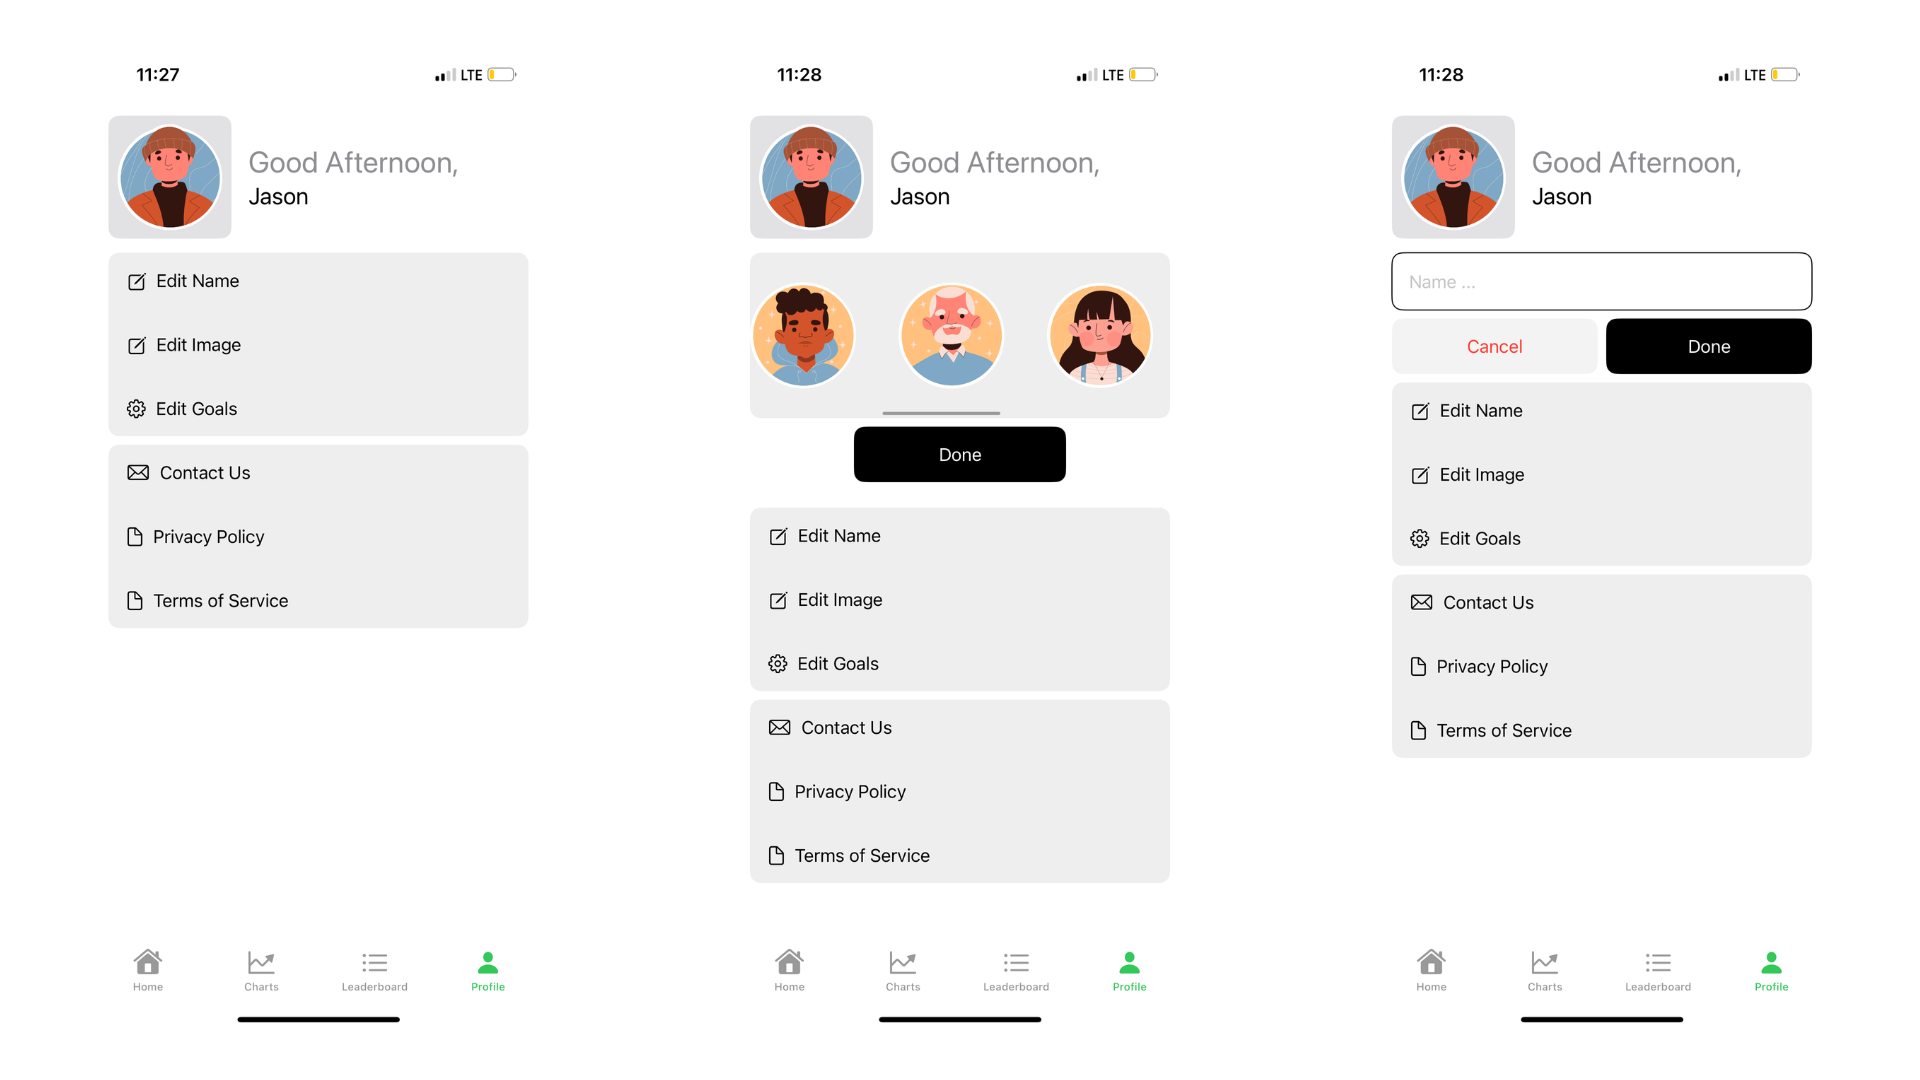 11:27
LTE
Good Afternoon,
Jason
Edit Name
Edit Image
Edit Goals
Contact Us
Privacy Policy
Terms of Service
Home
Charts
Leaderboard
Profile
11:28
LTE
Good Afternoon,
Jason
Done
Edit Name
Edit Image
Edit Goals
Contact Us
Privacy Policy
Terms of Service
Home
Charts
Leaderboard
Profile
11:28
LTE
Good Afternoon,
Jason
Name ...
Cancel
Done
Edit Name
Edit Image
Edit Goals
Contact Us
Privacy Policy
Terms of Service
Home
Charts
Leaderboard
Profile